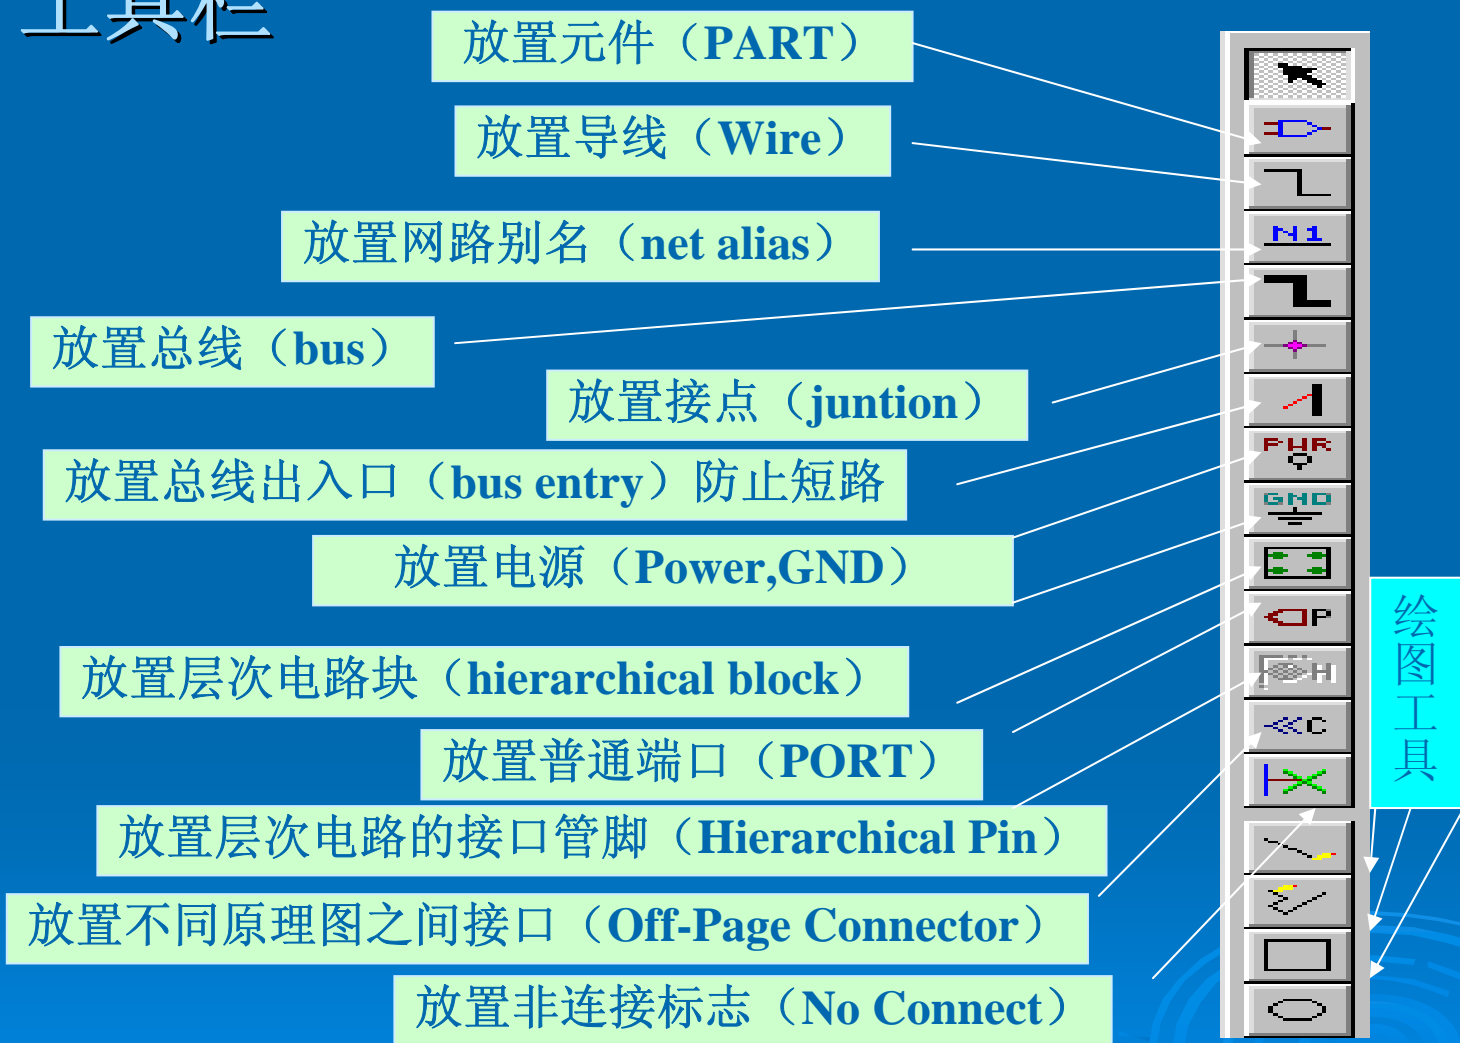 工具栏
放置元件（PART）
放置导线（Wire）
放置网路别名（net alias）
放置总线（bus）
放置接点（juntion）
放置总线出入口（bus entry）防止短路
放置电源（Power,GND）
放置层次电路块（hierarchical block）
放置普通端口（PORT）
放置层次电路的接口管脚（Hierarchical Pin）
放置不同原理图之间接口（Off-Page Connector）
放置非连接标志（No Connect）
N1
PWR
GND
P
H
C
绘图工具